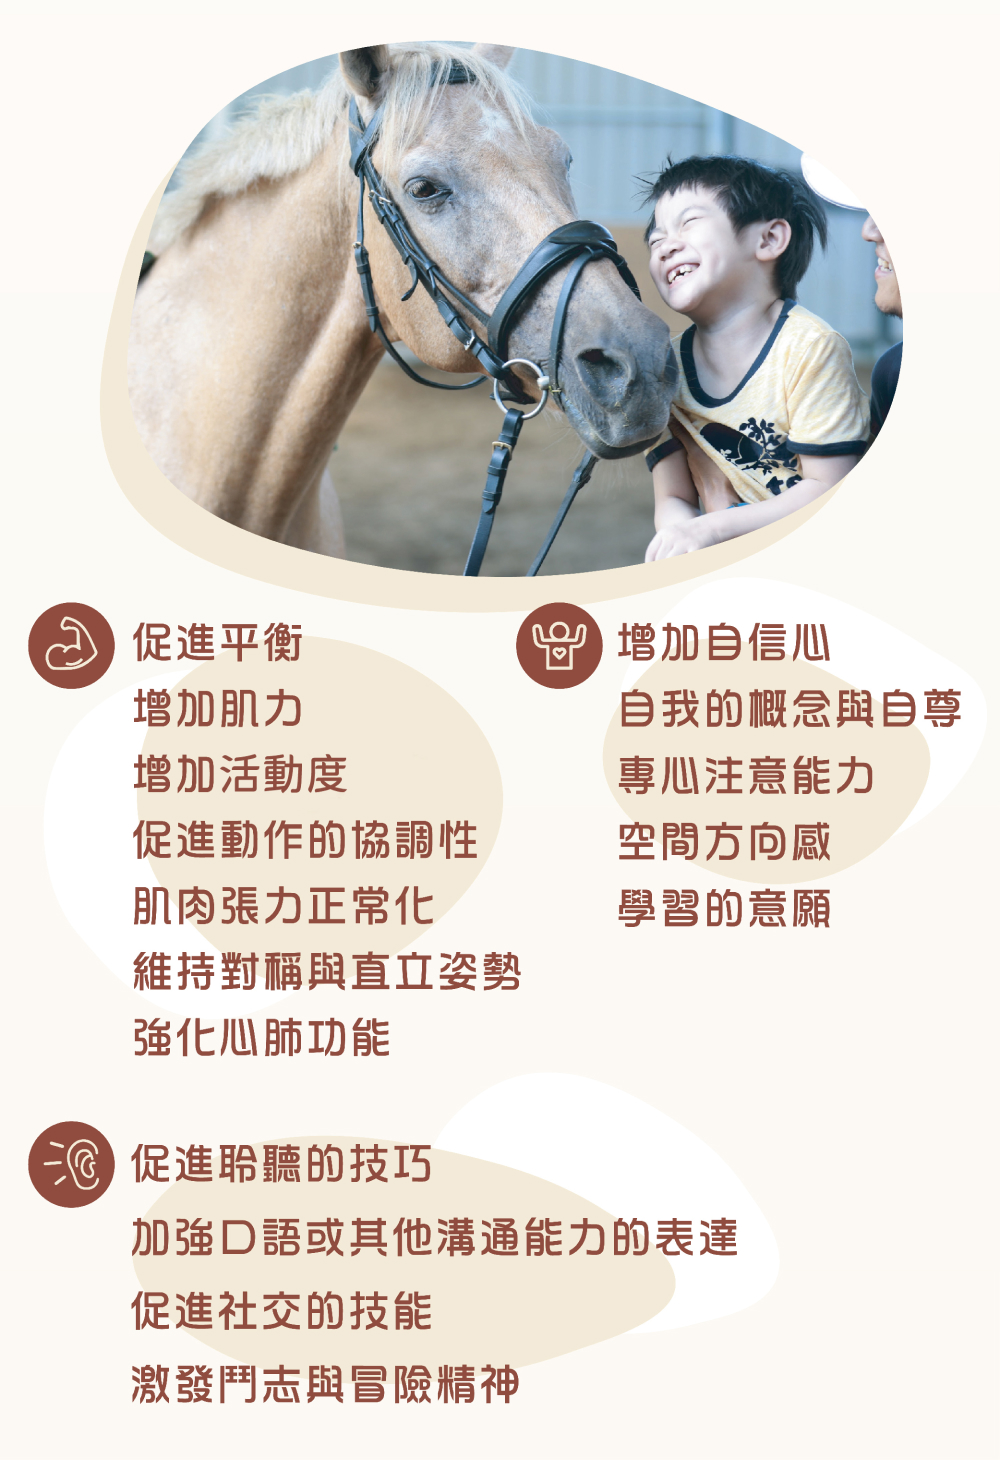 促進平衡
增加肌力
增加活動度
促進動作的協調性
肌肉張力正常化
維持對稱與直立姿勢
強化心肺功能
增加自信心
自我的概念與自尊
專心注意能力
空間方向感
學習的意願
促進聆聽的技巧
加強口語或其他溝通能力的表達
促進社交的技能
激發鬥志與冒險精神